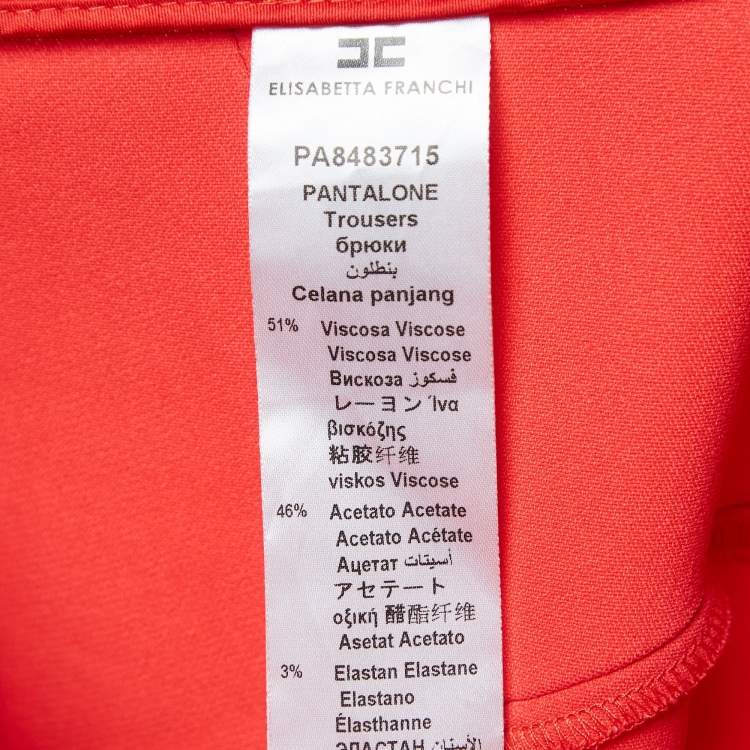 ELISABETTA FRANCHI
PA8483715
PANTALONE
Trousers
брюки
بنطلون
Celana panjang
51% Viscosa Viscose
Viscosa Viscose
Вискоза فسكوز
レーヨン Ίνα
βισκόζης
粘胶纤维
viskos Viscose
46% Acetato Acetate
Acetato Acétate
Ацетат أسيتات
アセテート
οξική 醋酯纤维
Asetat Acetato
3% Elastan Elastane
Elastano
Élasthanne
ЭЛАСТАН